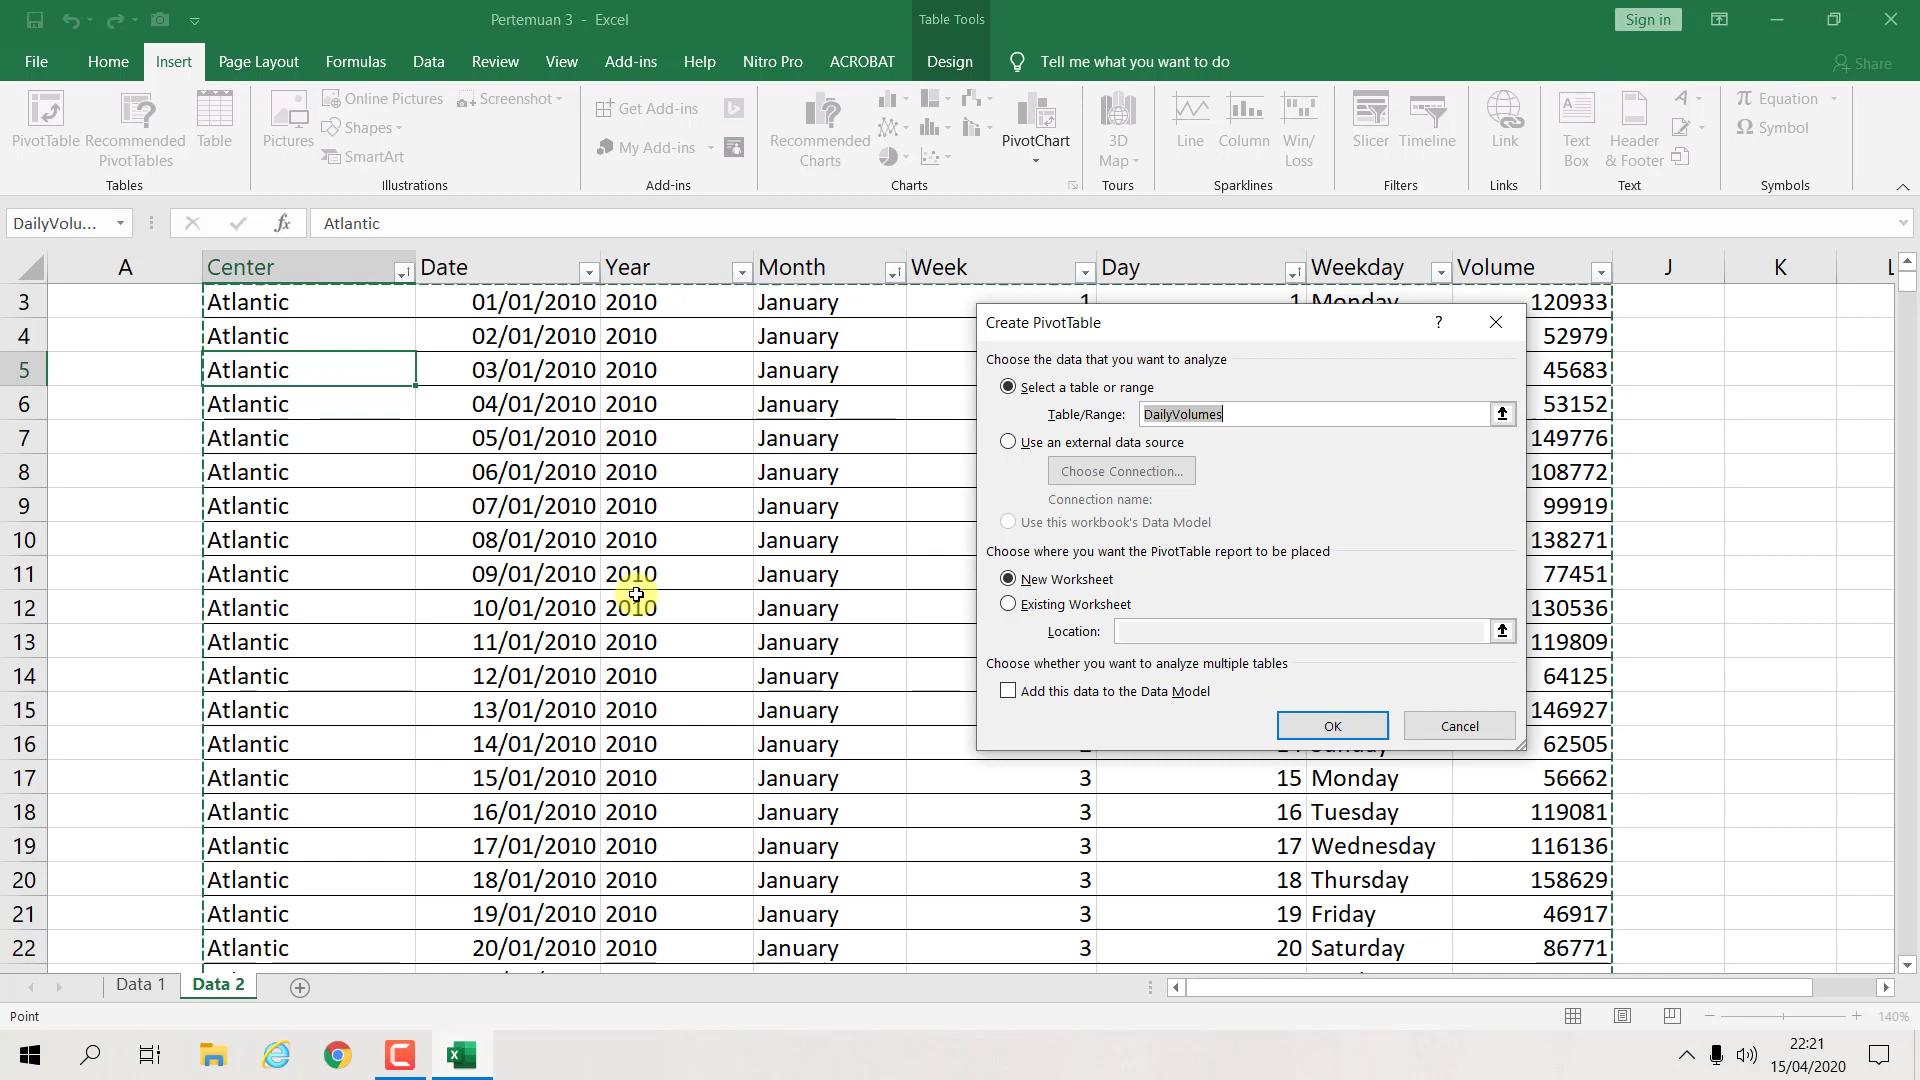 Pertemuan 3 - Excel
Table Tools
Sign in
File Home Insert Page Layout Formulas Data Review View Add-ins Help Nitro Pro ACROBAT Design Tell me what you want to do Share
PivotTable Recommended PivotTables Table
Tables
Pictures Online Pictures Shapes SmartArt Screenshot
Illustrations
Get Add-ins
My Add-ins
Add-ins
Recommended Charts PivotChart
Charts
3D Map
Tours
Line Column Win/Loss
Sparklines
Slicer Timeline
Filters
Link
Links
Text Box Header & Footer
Text
Equation
Symbol
Symbols
DailyVolu... fx Atlantic
A Center Date Year Month Week Day Weekday Volume J K L
3 Atlantic 01/01/2010 2010 January 1 1 Monday 120933
4 Atlantic 02/01/2010 2010 January 52979
5 Atlantic 03/01/2010 2010 January 45683
6 Atlantic 04/01/2010 2010 January 53152
7 Atlantic 05/01/2010 2010 January 149776
8 Atlantic 06/01/2010 2010 January 108772
9 Atlantic 07/01/2010 2010 January 99919
10 Atlantic 08/01/2010 2010 January 138271
11 Atlantic 09/01/2010 2010 January 77451
12 Atlantic 10/01/2010 2010 January 130536
13 Atlantic 11/01/2010 2010 January 119809
14 Atlantic 12/01/2010 2010 January 64125
15 Atlantic 13/01/2010 2010 January 146927
16 Atlantic 14/01/2010 2010 January 62505
17 Atlantic 15/01/2010 2010 January 3 15 Monday 56662
18 Atlantic 16/01/2010 2010 January 3 16 Tuesday 119081
19 Atlantic 17/01/2010 2010 January 3 17 Wednesday 116136
20 Atlantic 18/01/2010 2010 January 3 18 Thursday 158629
21 Atlantic 19/01/2010 2010 January 3 19 Friday 46917
22 Atlantic 20/01/2010 2010 January 3 20 Saturday 86771
Create PivotTable ?
Choose the data that you want to analyze
Select a table or range
Table/Range: DailyVolumes
Use an external data source
Choose Connection...
Connection name:
Use this workbook's Data Model
Choose where you want the PivotTable report to be placed
New Worksheet
Existing Worksheet
Location:
Choose whether you want to analyze multiple tables
Add this data to the Data Model
OK Cancel
Data 1 Data 2
Point 140%
22:21
15/04/2020